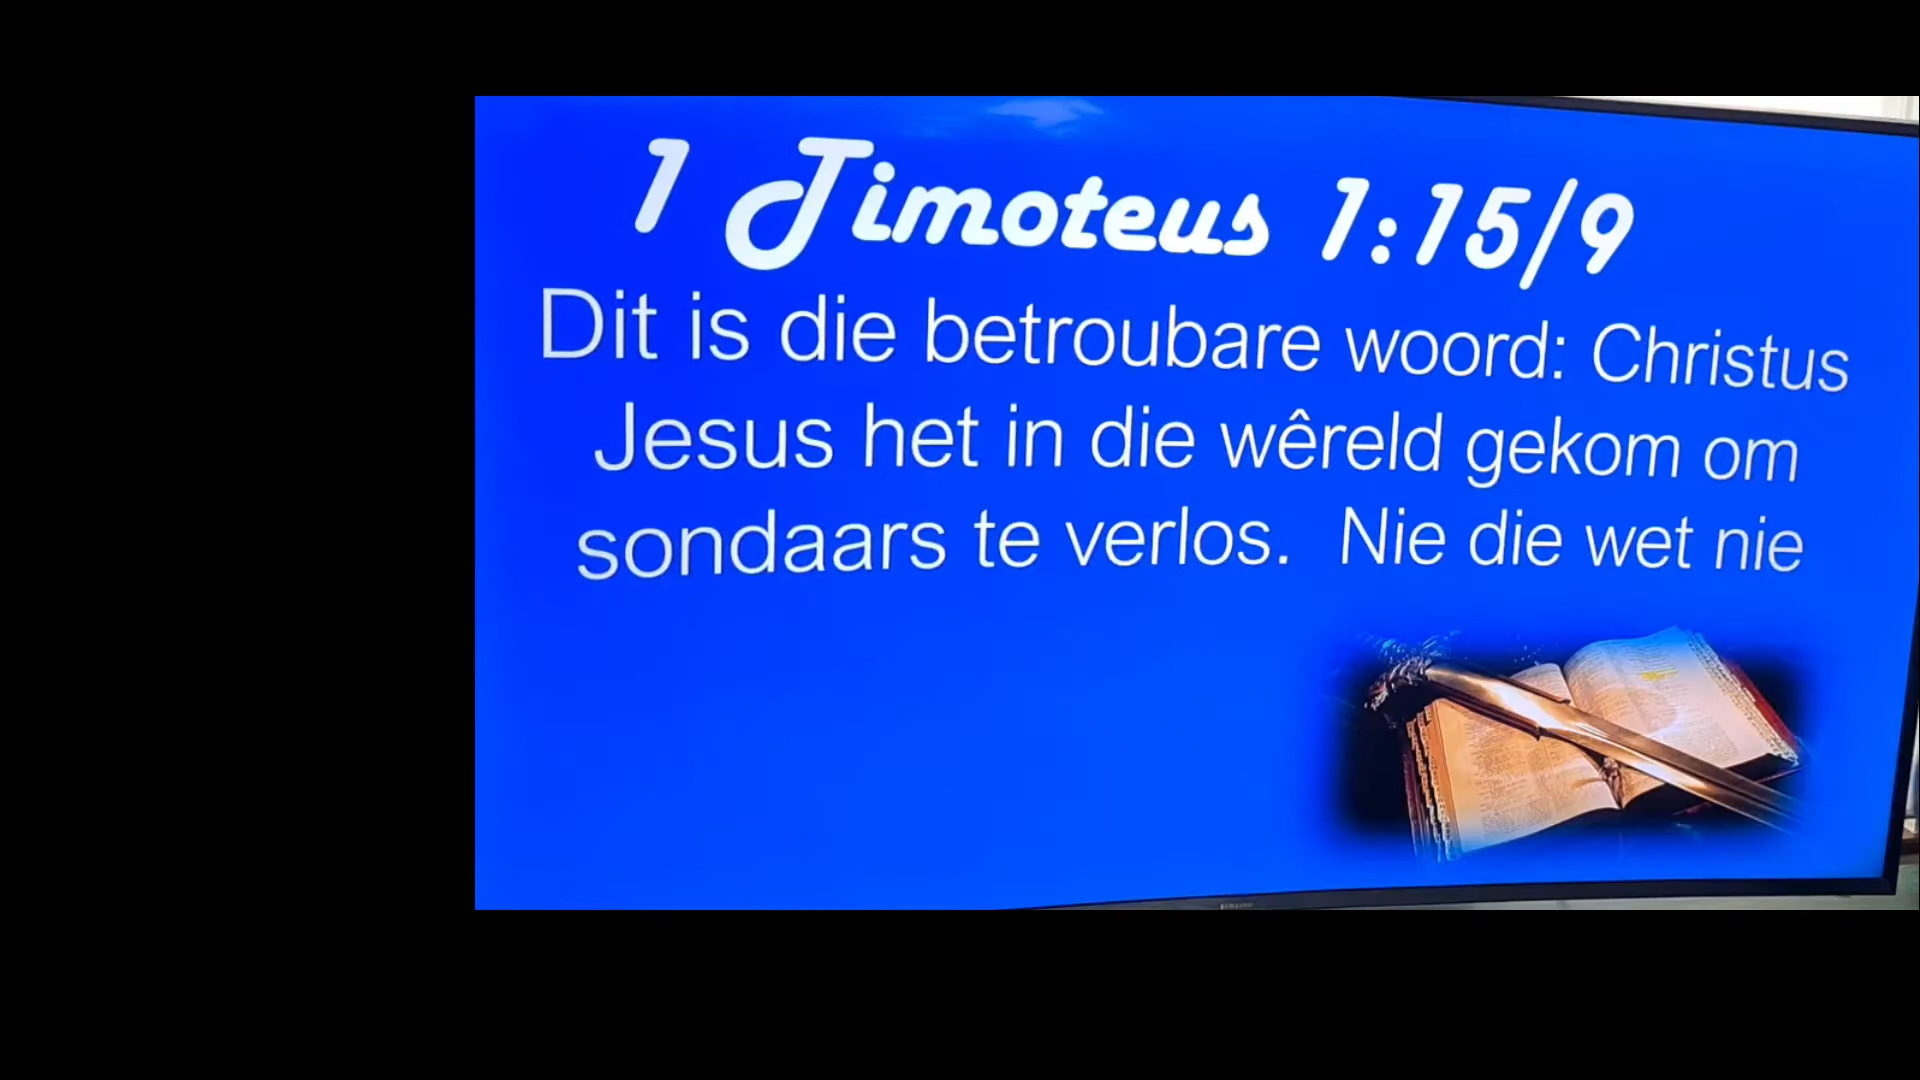 1 Timoteus 1:15/9
Dit is die betroubare woord: Christus
Jesus het in die wêreld gekom om
sondaars te verlos. Nie die wet nie